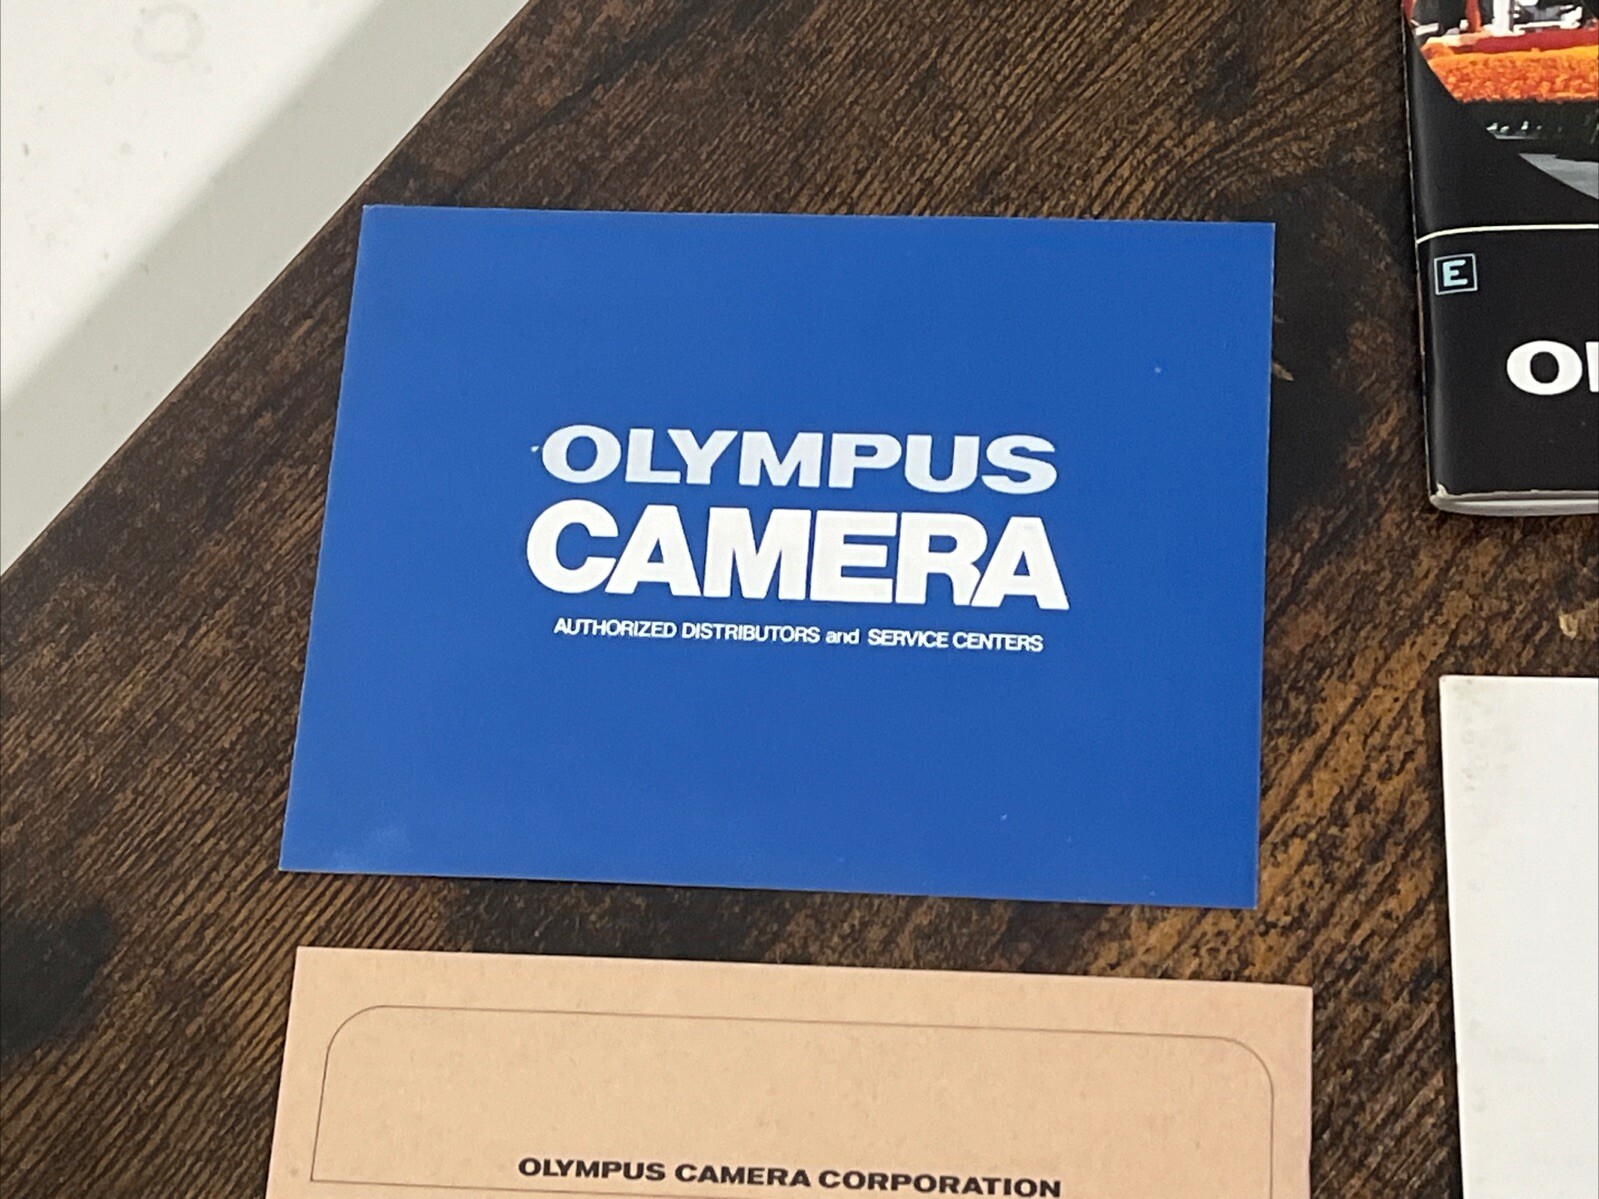 E
OLYMPUS
CAMERA
AUTHORIZED DISTRIBUTORS and SERVICE CENTERS
OLYMPUS CAMERA CORPORATION